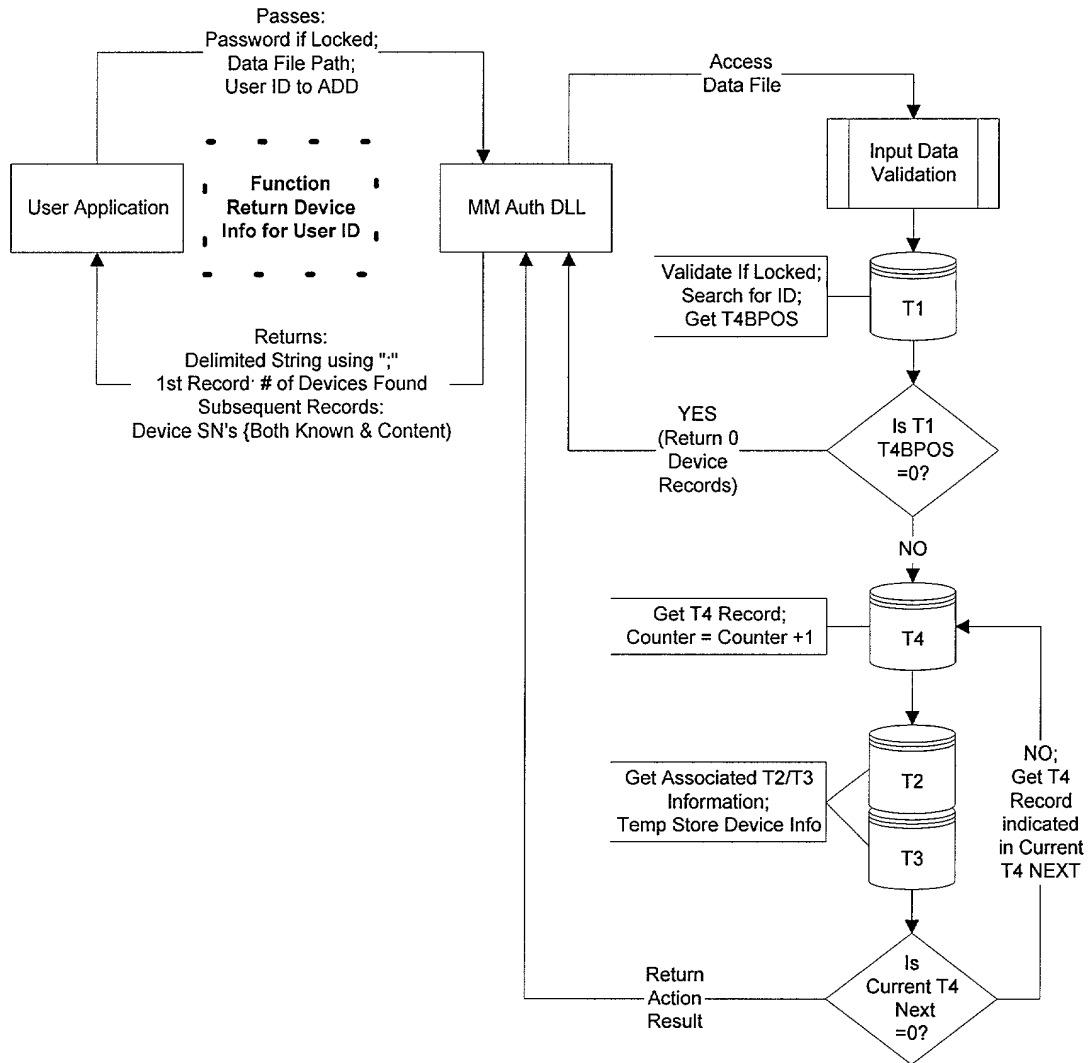 Passes:
Password if Locked;
Data File Path;
User ID to ADD
Access
Data File
User Application
Function
Return Device
Info for User ID
MM Auth DLL
Input Data
Validation
Validate If Locked;
Search for ID;
Get T4BPOS
T1
Returns:
Delimited String using ";"
1st Record: # of Devices Found
Subsequent Records:
Device SN's {Both Known & Content)
YES
(Return 0
Device
Records)
Is T1
T4BPOS
=0?
NO
Get T4 Record;
Counter = Counter +1
T4
Get Associated T2/T3
Information;
Temp Store Device Info
T2
T3
NO;
Get T4
Record
indicated
in Current
T4 NEXT
Return
Action
Result
Is
Current T4
Next
=0?